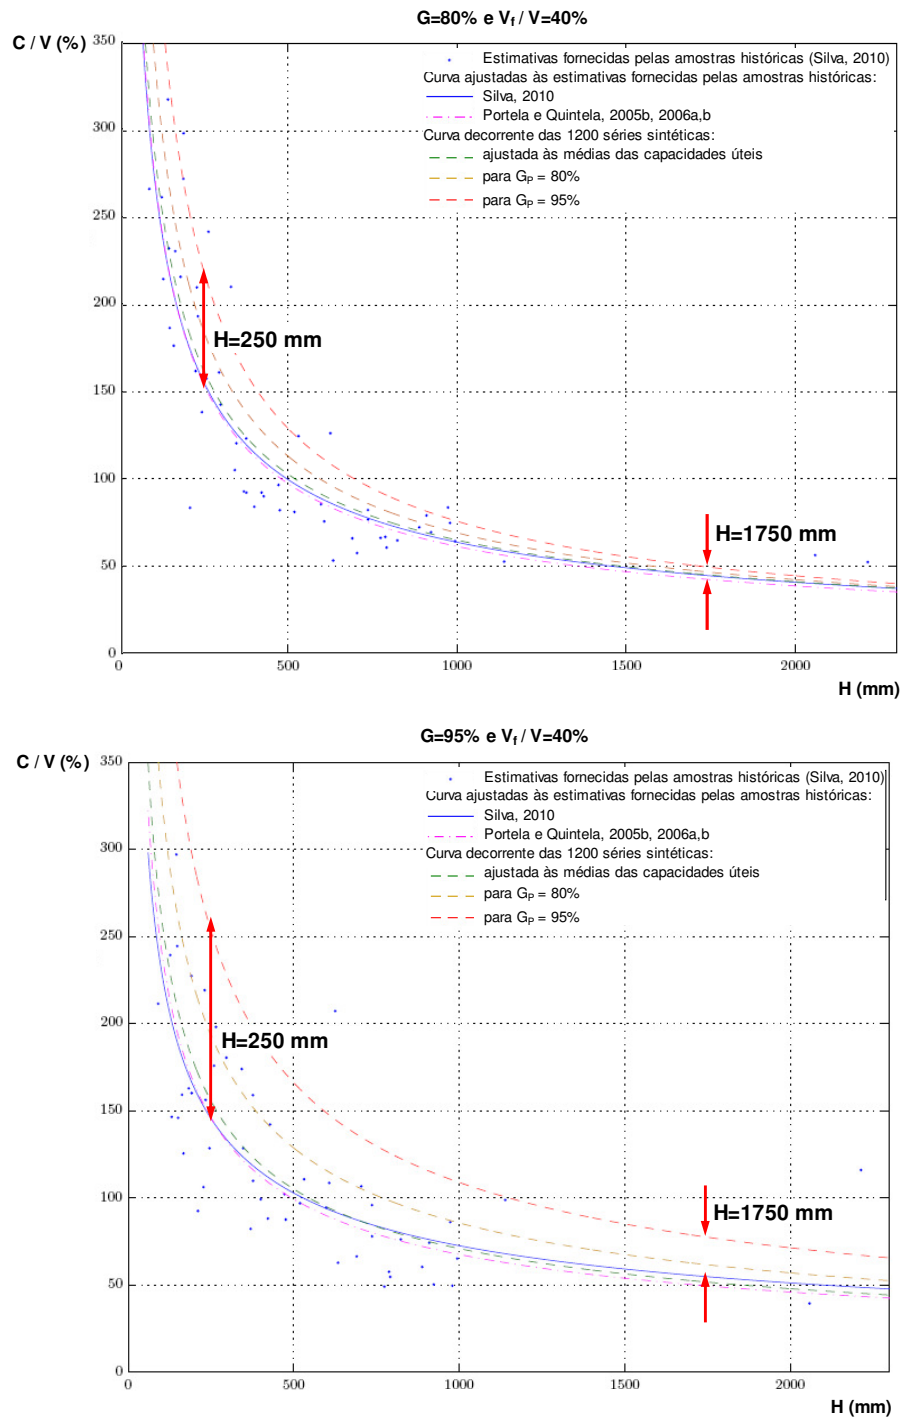 G=80% e Vf / V=40%
C / V (%)
350
300
250
200
150
100
50
0
Estimativas fornecidas pelas amostras históricas (Silva, 2010)
Curva ajustadas às estimativas fornecidas pelas amostras históricas:
Silva, 2010
Portela e Quintela, 2005b, 2006a,b
Curva decorrente das 1200 séries sintéticas:
ajustada às médias das capacidades úteis
para GP = 80%
para GP = 95%
H=250 mm
H=1750 mm
0 500 1000 1500 2000
H (mm)
G=95% e Vf / V=40%
C / V (%)
350
300
250
200
150
100
50
0
Estimativas fornecidas pelas amostras históricas (Silva, 2010)
Curva ajustadas às estimativas fornecidas pelas amostras históricas:
Silva, 2010
Portela e Quintela, 2005b, 2006a,b
Curva decorrente das 1200 séries sintéticas:
ajustada às médias das capacidades úteis
para GP = 80%
para GP = 95%
H=250 mm
H=1750 mm
0 500 1000 1500 2000
H (mm)